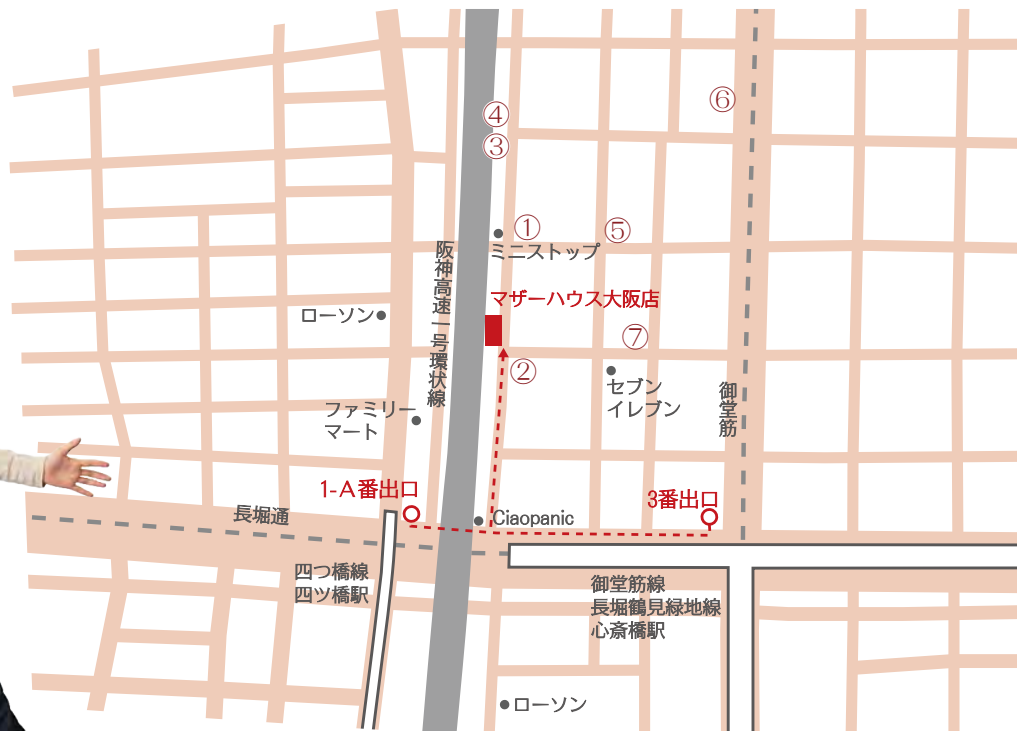 ⑥
④
③
①
⑤
ミニストップ
阪神高速一号環状線
マザーハウス大阪店
ローソン
⑦
②
セブン
イレブン
御堂筋
ファミリー
マート
1-A番出口
3番出口
長堀通
Ciaopanic
四つ橋線
四ツ橋駅
御堂筋線
長堀鶴見緑地線
心斎橋駅
ローソン